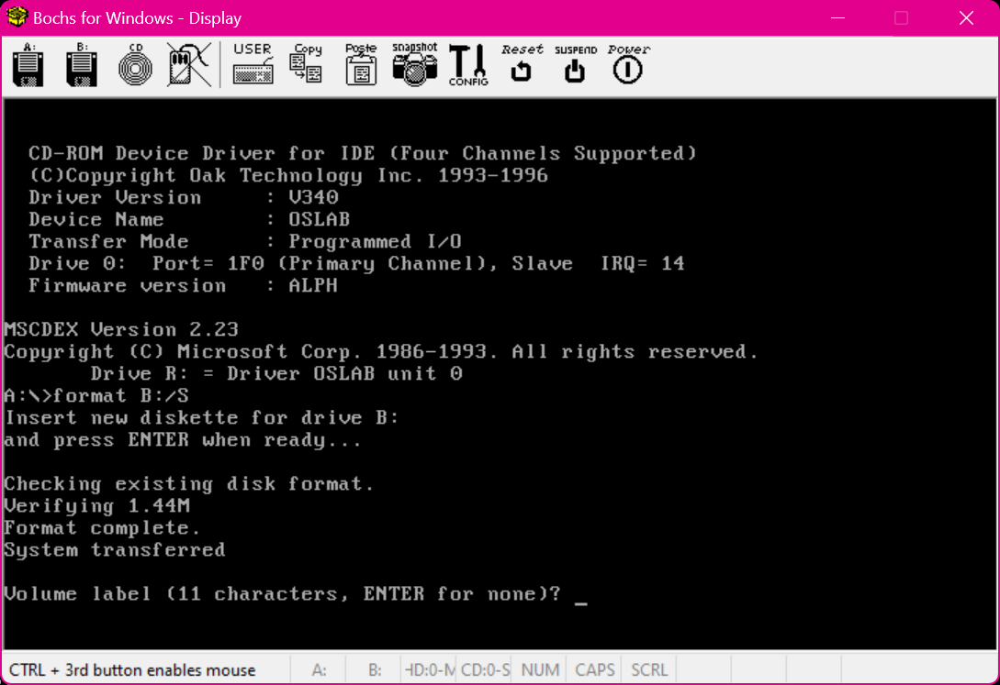 Bochs for Windows - Display
A: B: CD USER Copy Paste snapshot CONFIG Reset SUSPEND Power
CD-ROM Device Driver for IDE (Four Channels Supported)
(C)Copyright Oak Technology Inc. 1993-1996
Driver Version     : V340
Device Name        : OSLAB
Transfer Mode      : Programmed I/O
Drive 0:  Port= 1F0 (Primary Channel), Slave  IRQ= 14
Firmware version   : ALPH
MSCDEX Version 2.23
Copyright (C) Microsoft Corp. 1986-1993. All rights reserved.
Drive R: = Driver OSLAB unit 0
A:\>format B:/S
Insert new diskette for drive B:
and press ENTER when ready...
Checking existing disk format.
Verifying 1.44M
Format complete.
System transferred
Volume label (11 characters, ENTER for none)? _
CTRL + 3rd button enables mouse A: B: HD:0-M CD:0-S NUM CAPS SCRL